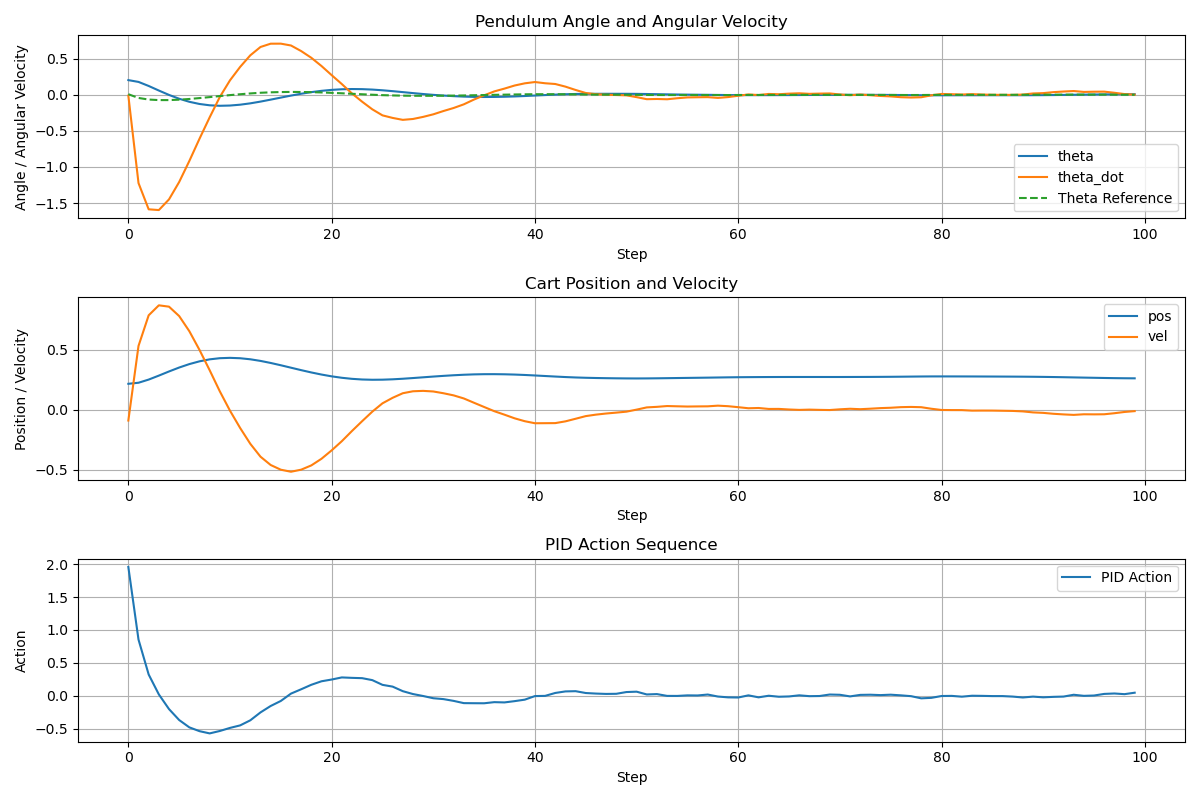 Pendulum Angle and Angular Velocity
Angle / Angular Velocity
0.5
0.0
−0.5
−1.0
−1.5
theta
theta_dot
Theta Reference
0 20 40 60 80 100
Step
Cart Position and Velocity
Position / Velocity
0.5
0.0
−0.5
pos
vel
0 20 40 60 80 100
Step
PID Action Sequence
Action
2.0
1.5
1.0
0.5
0.0
−0.5
PID Action
0 20 40 60 80 100
Step